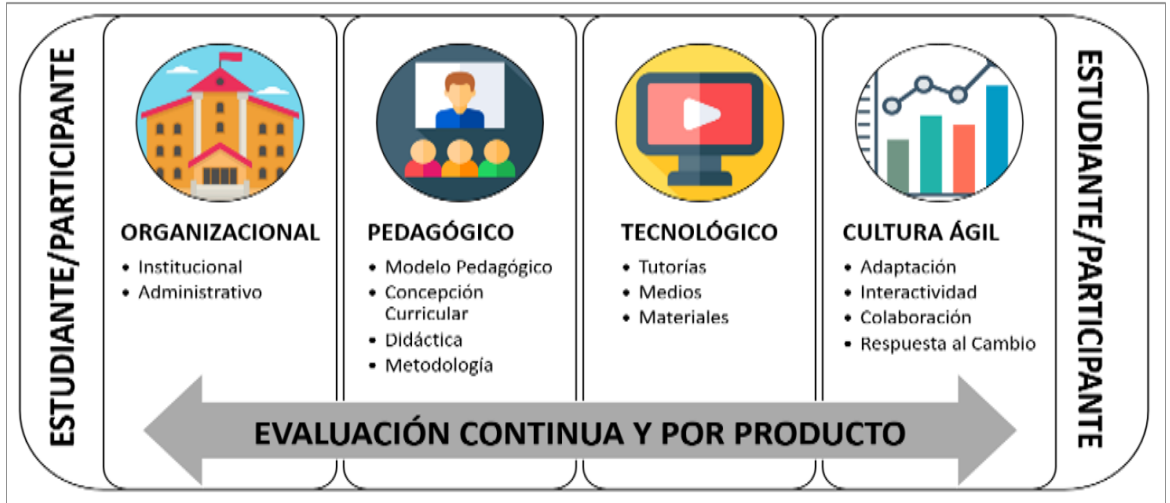 ESTUDIANTE/PARTICIPANTE
ORGANIZACIONAL
• Institucional
• Administrativo
PEDAGÓGICO
• Modelo Pedagógico
• Concepción
Curricular
• Didáctica
• Metodología
TECNOLÓGICO
• Tutorías
• Medios
• Materiales
CULTURA ÁGIL
• Adaptación
• Interactividad
• Colaboración
• Respuesta al Cambio
ESTUDIANTE/PARTICIPANTE
EVALUACIÓN CONTINUA Y POR PRODUCTO